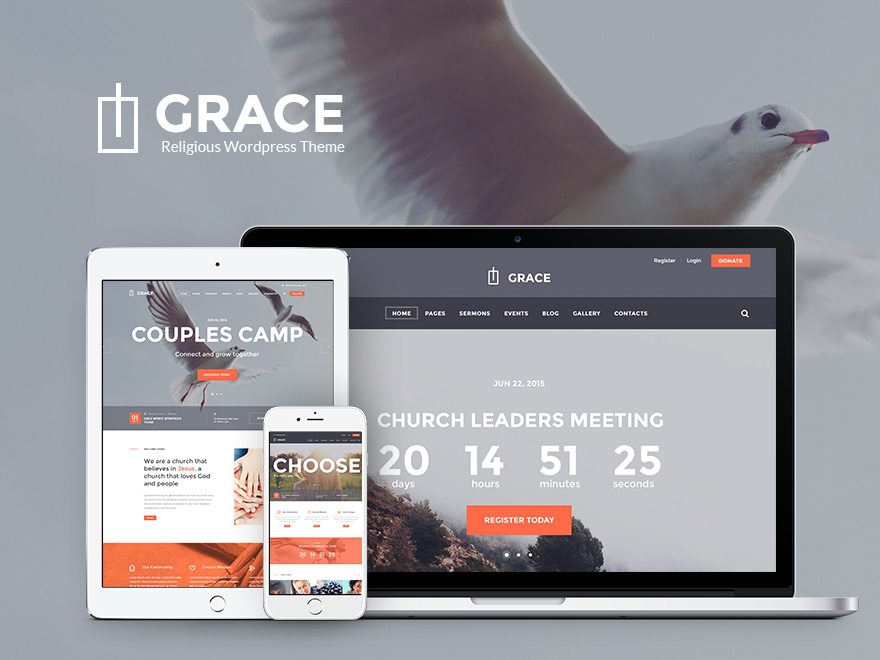 GRACE
Religious Wordpress Theme
Register
Login
DONATE
GRACE
HOME PAGES SERMONS EVENTS BLOG GALLERY CONTACTS
JUN 22, 2015
CHURCH LEADERS MEETING
20 14 51 25
days hours minutes seconds
REGISTER TODAY
GRACE
JUN 22, 2015
COUPLES CAMP
Connect and grow together
REGISTER TODAY
01
We are a church that
believes in Jesus, a
church that loves God
and people
Our Community
Church Mission
GRACE
CHOOSE
20 14 51 25